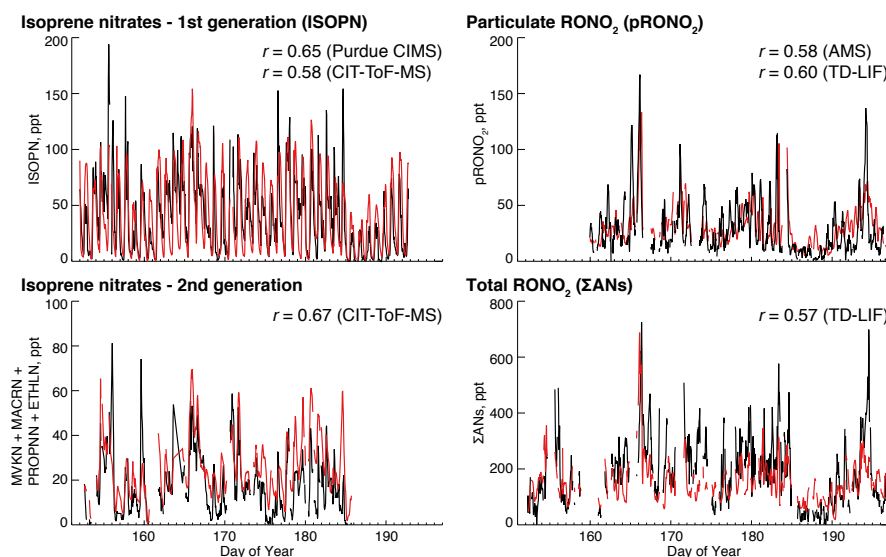 Isoprene nitrates - 1st generation (ISOPN)
r = 0.65 (Purdue CIMS)
r = 0.58 (CIT-ToF-MS)
200
150
100
50
0
ISOPN, ppt
Particulate RONO₂ (pRONO₂)
r = 0.58 (AMS)
r = 0.60 (TD-LIF)
200
150
100
50
0
pRONO₂, ppt
Isoprene nitrates - 2nd generation
r = 0.67 (CIT-ToF-MS)
100
80
60
40
20
0
MVKN + MACRN +
PROPNN + ETHLN, ppt
160
170
180
190
Day of Year
Total RONO₂ (ΣANs)
r = 0.57 (TD-LIF)
800
600
400
200
0
ΣANs, ppt
160
170
180
190
Day of Year